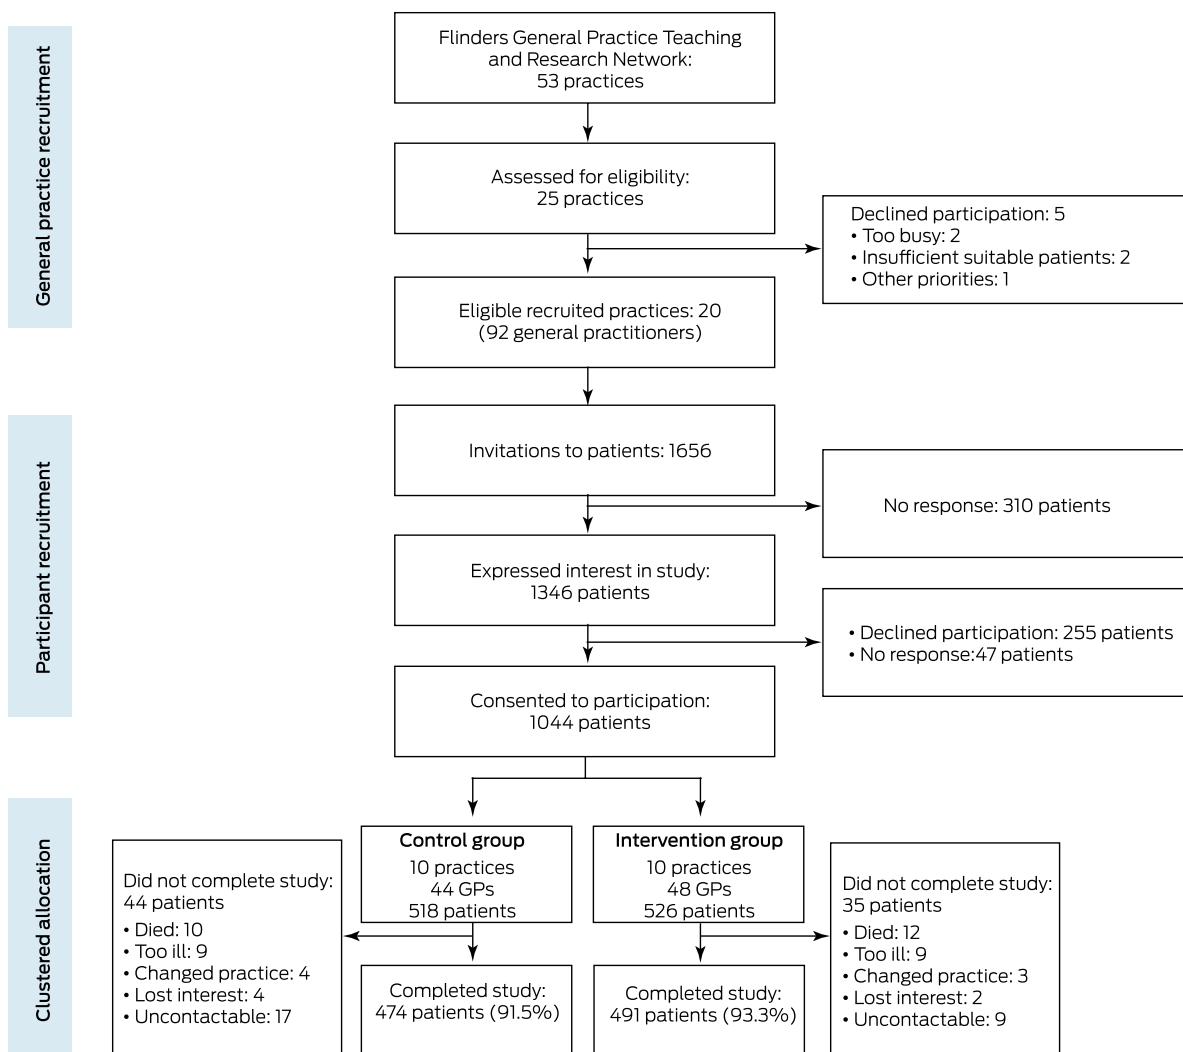 General practice recruitment
Flinders General Practice Teaching
and Research Network:
53 practices
Assessed for eligibility:
25 practices
Declined participation: 5
• Too busy: 2
• Insufficient suitable patients: 2
• Other priorities: 1
Eligible recruited practices: 20
(92 general practitioners)
Participant recruitment
Invitations to patients: 1656
No response: 310 patients
Expressed interest in study:
1346 patients
• Declined participation: 255 patients
• No response:47 patients
Consented to participation:
1044 patients
Clustered allocation
Control group
10 practices
44 GPs
518 patients
Intervention group
10 practices
48 GPs
526 patients
Did not complete study:
44 patients
• Died: 10
• Too ill: 9
• Changed practice: 4
• Lost interest: 4
• Uncontactable: 17
Did not complete study:
35 patients
• Died: 12
• Too ill: 9
• Changed practice: 3
• Lost interest: 2
• Uncontactable: 9
Completed study:
474 patients (91.5%)
Completed study:
491 patients (93.3%)